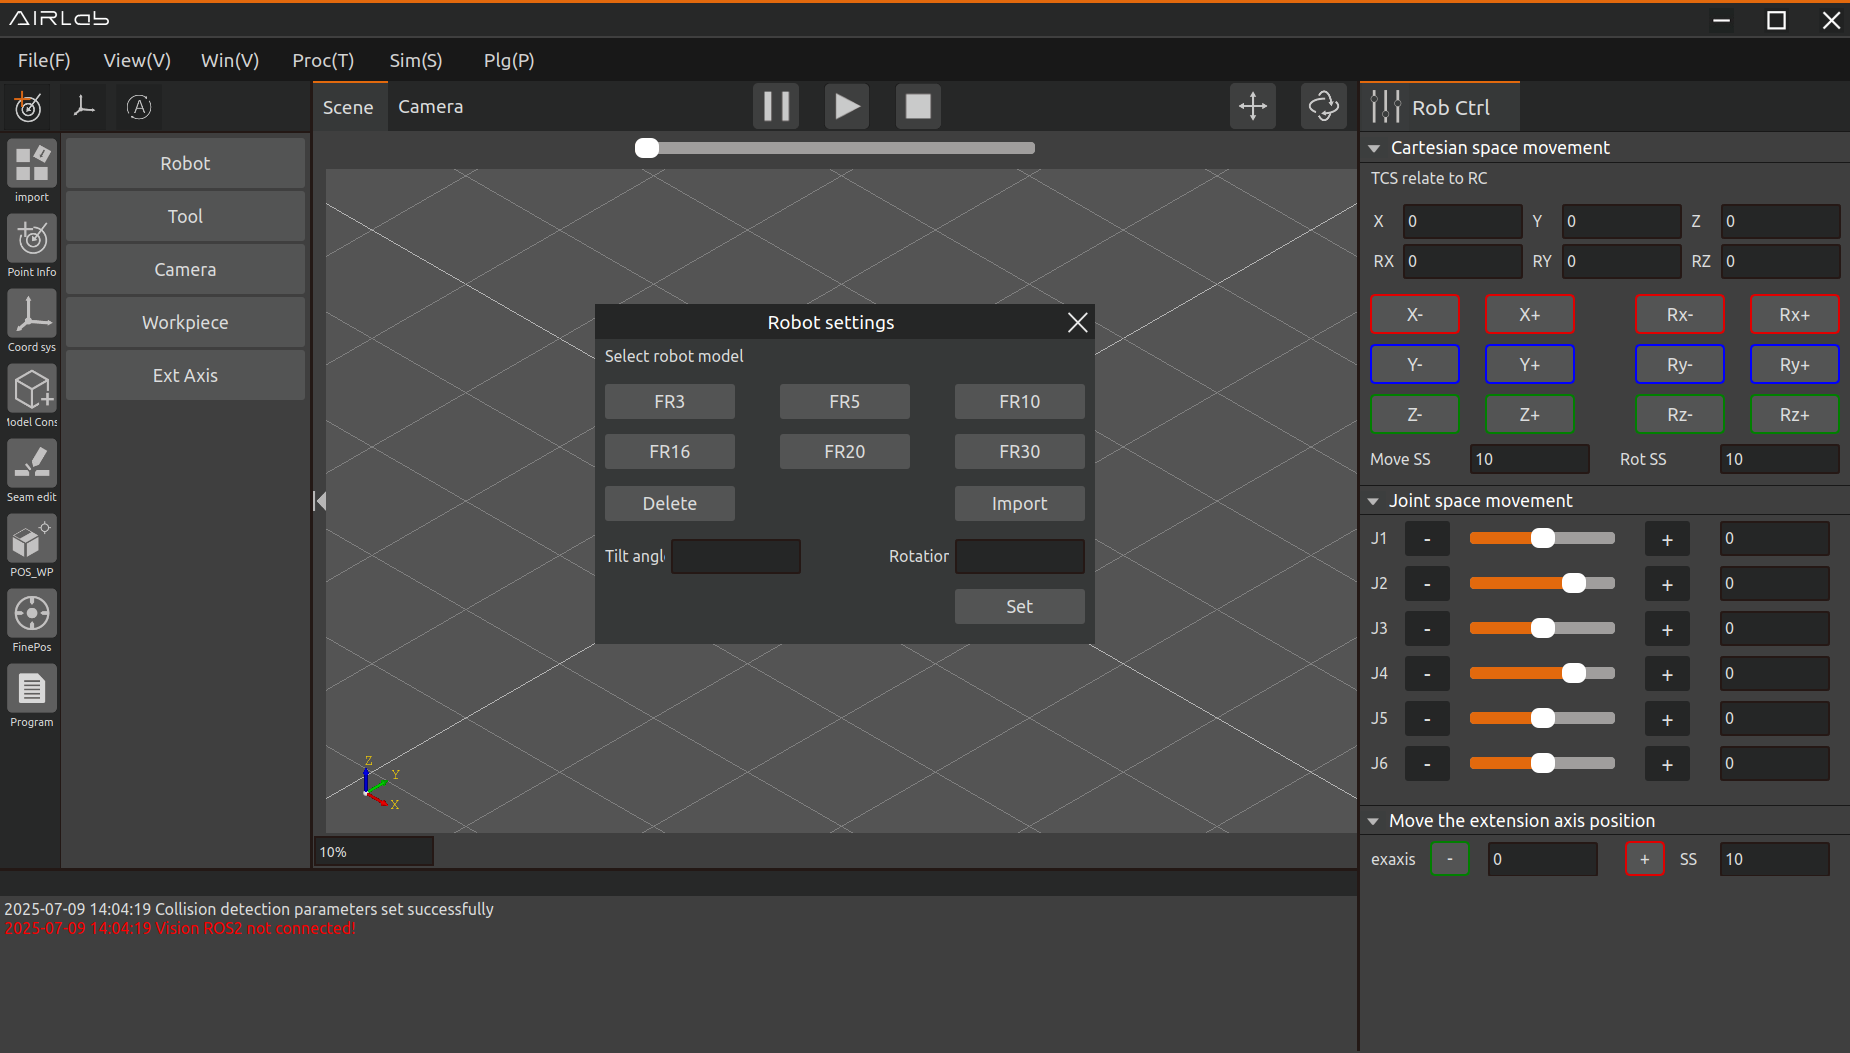 AIRLab
File(F) View(V) Win(V) Proc(T) Sim(S) Plg(P)
A
Scene Camera
Rob Ctrl
import
Point Info
Coord sys
Model Cons
Seam edit
POS_WP
FinePos
Program
Robot
Tool
Camera
Workpiece
Ext Axis
Robot settings
Select robot model
FR3 FR5 FR10
FR16 FR20 FR30
Delete Import
Tilt angl Rotation
Set
Z
Y
X
10%
Cartesian space movement
TCS relate to RC
X 0 Y 0 Z 0
RX 0 RY 0 RZ 0
X- X+ Rx- Rx+
Y- Y+ Ry- Ry+
Z- Z+ Rz- Rz+
Move SS 10 Rot SS 10
Joint space movement
J1 - + 0
J2 - + 0
J3 - + 0
J4 - + 0
J5 - + 0
J6 - + 0
Move the extension axis position
exaxis - 0 + SS 10
2025-07-09 14:04:19 Collision detection parameters set successfully
2025-07-09 14:04:19 Vision ROS2 not connected!